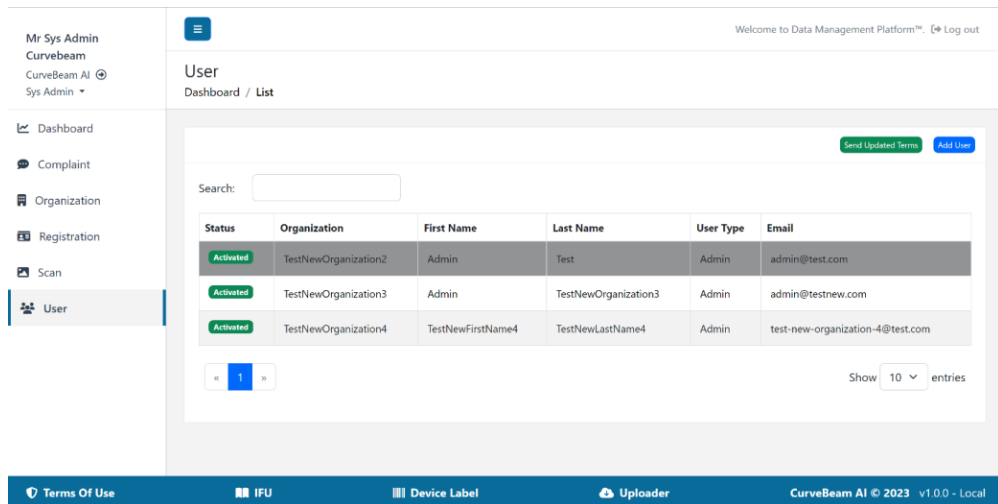 Mr Sys Admin
Curvebeam
CurveBeam AI
Sys Admin
Welcome to Data Management Platform™. Log out
User
Dashboard / List
Dashboard
Complaint
Organization
Registration
Scan
User
Send Updated Terms Add User
Search:
Status Organization First Name Last Name User Type Email
Activated TestNewOrganization2 Admin Test Admin admin@test.com
Activated TestNewOrganization3 Admin TestNewOrganization3 Admin admin@testnew.com
Activated TestNewOrganization4 TestNewFirstName4 TestNewLastName4 Admin test-new-organization-4@test.com
« 1 » Show 10 entries
Terms Of Use IFU Device Label Uploader CurveBeam AI © 2023 v1.0.0 - Local